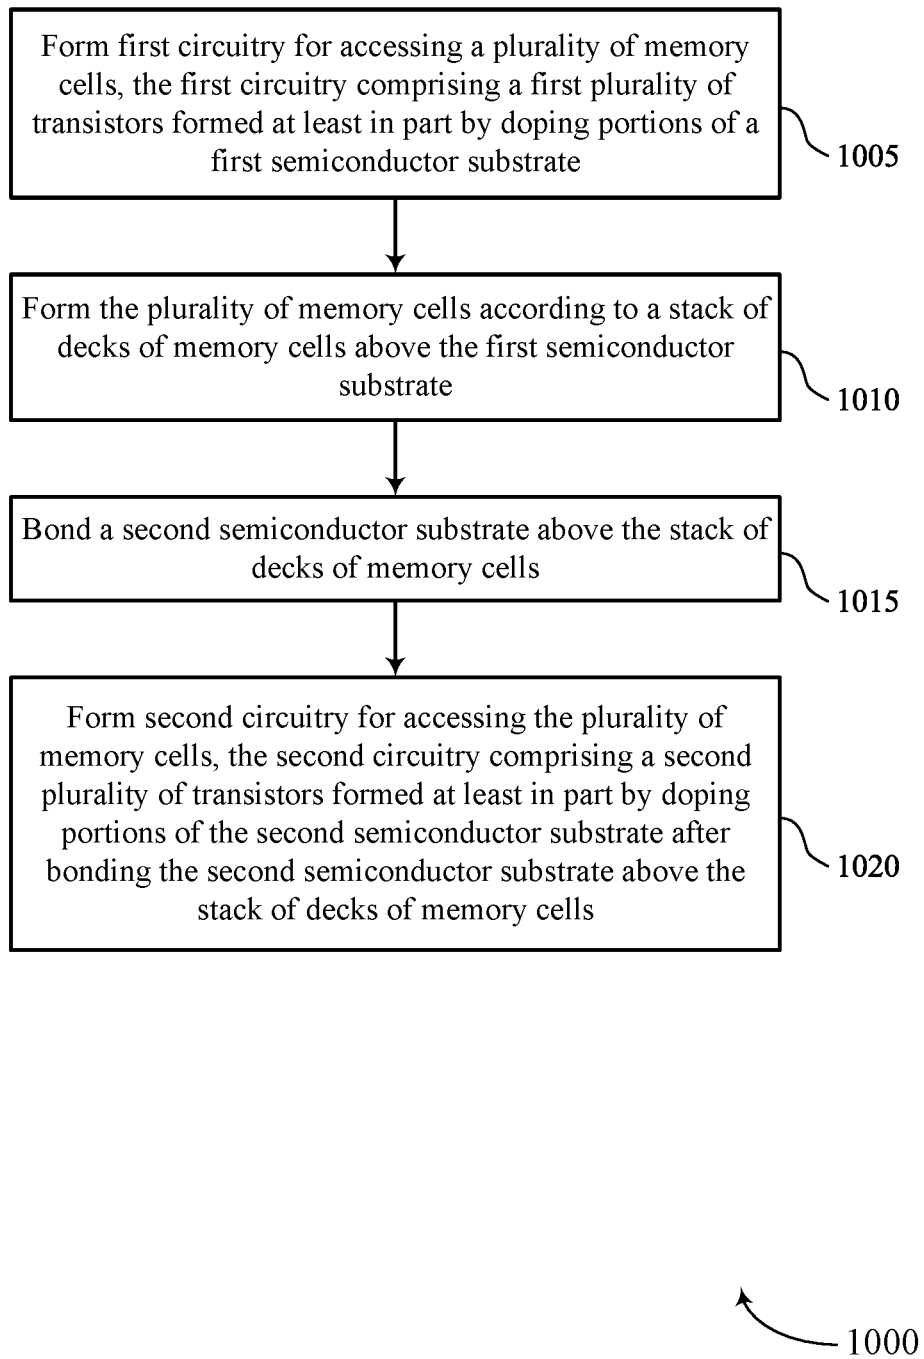 Form first circuitry for accessing a plurality of memory
cells, the first circuitry comprising a first plurality of
transistors formed at least in part by doping portions of a
first semiconductor substrate
1005
Form the plurality of memory cells according to a stack of
decks of memory cells above the first semiconductor
substrate
1010
Bond a second semiconductor substrate above the stack of
decks of memory cells
1015
Form second circuitry for accessing the plurality of
memory cells, the second circuitry comprising a second
plurality of transistors formed at least in part by doping
portions of the second semiconductor substrate after
bonding the second semiconductor substrate above the
stack of decks of memory cells
1020
1000